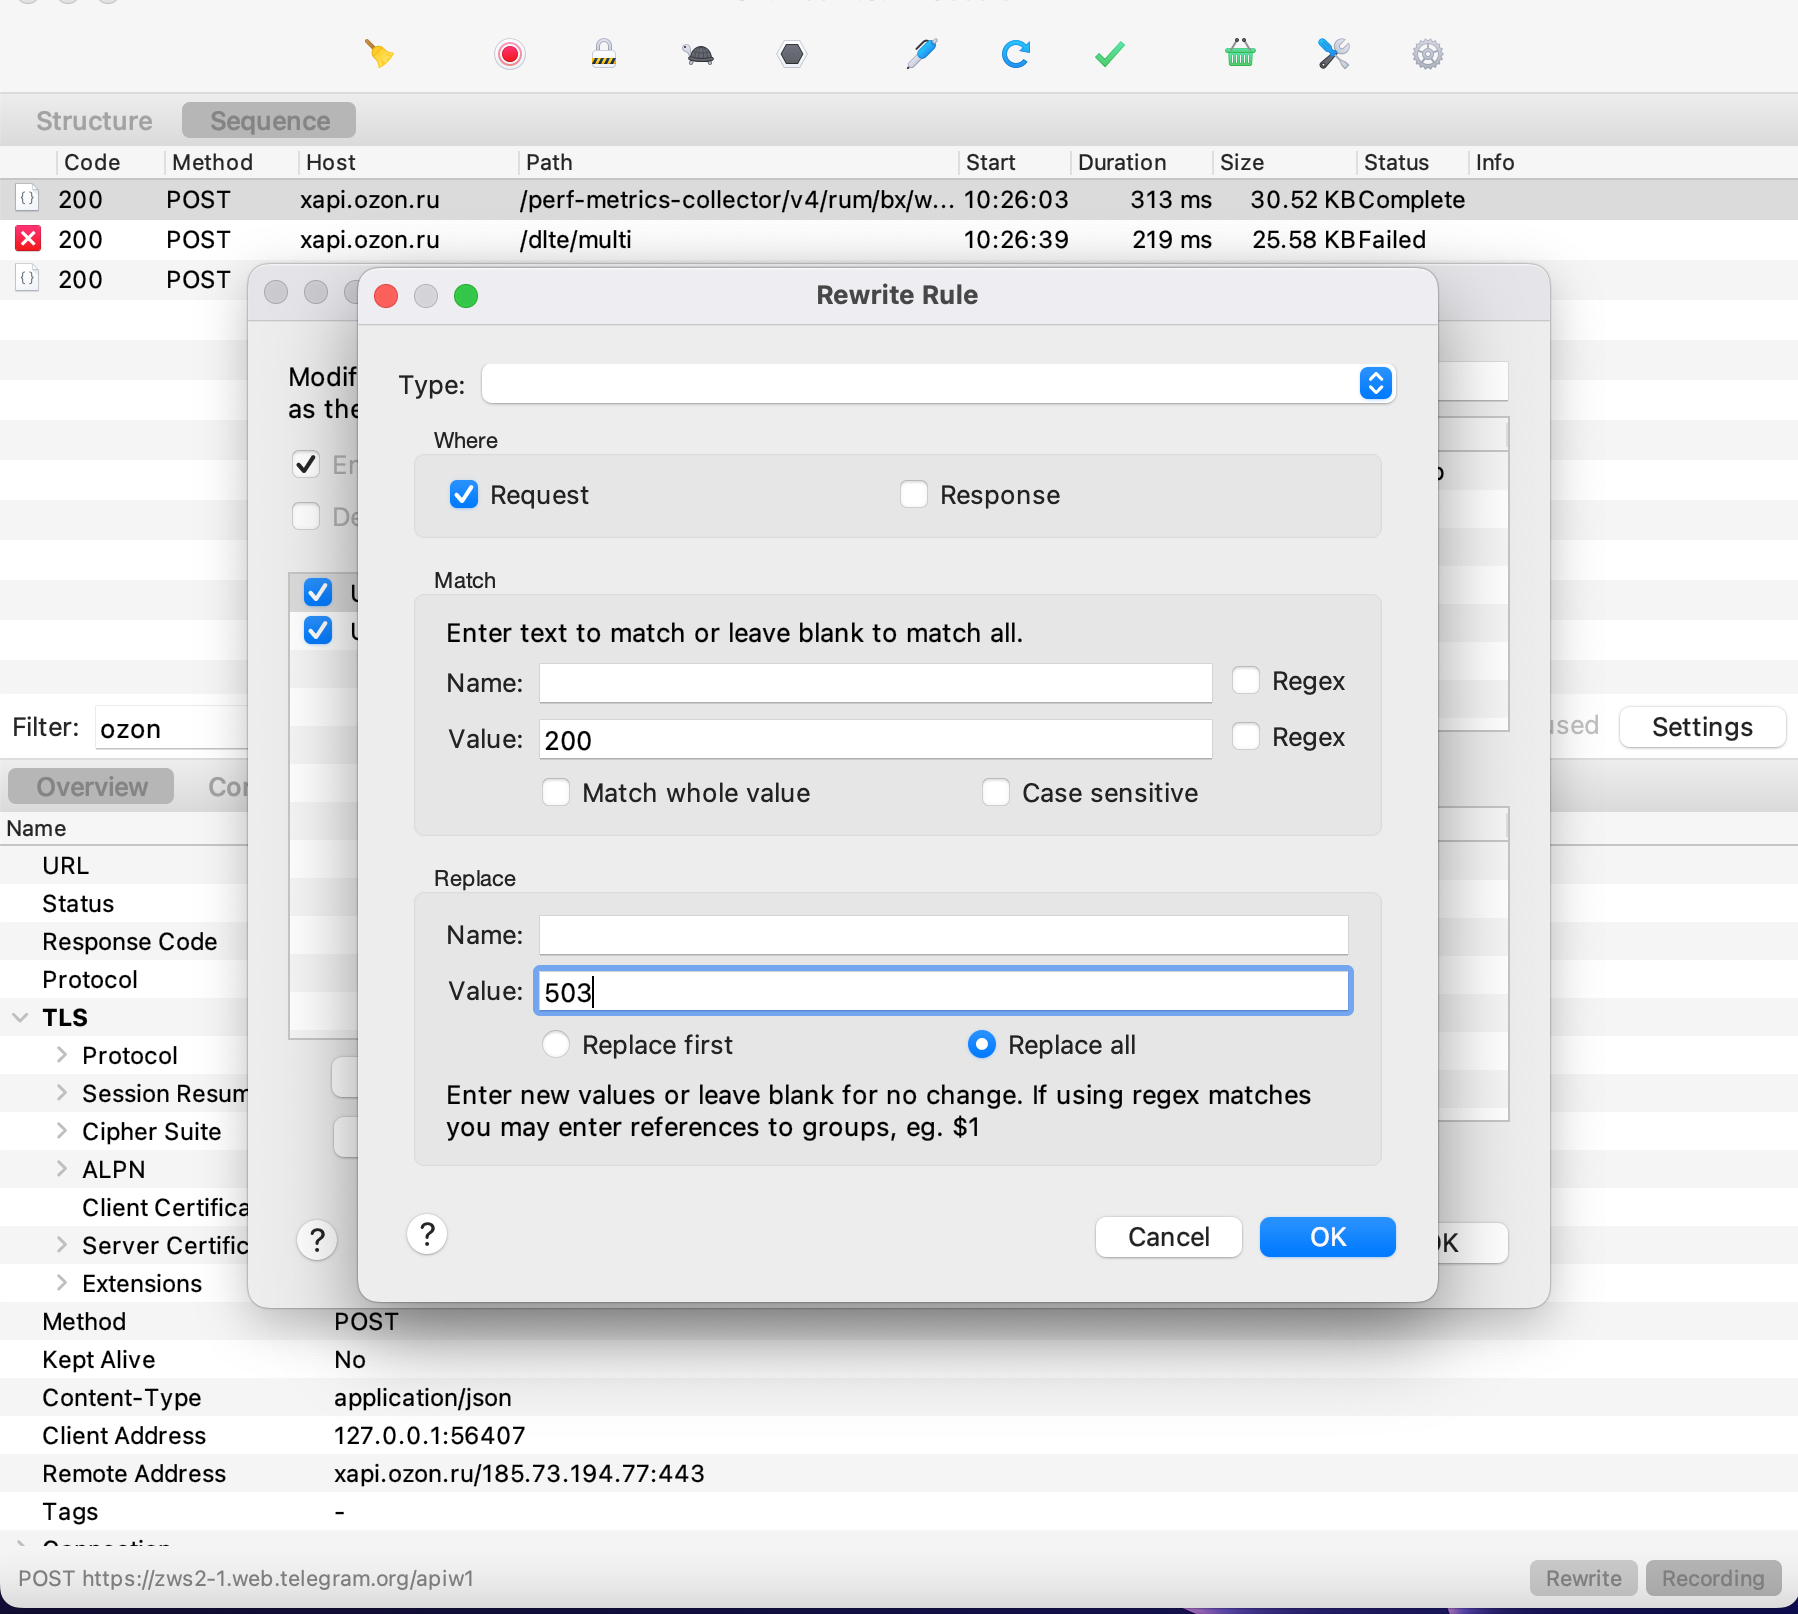 Structure Sequence
Code Method Host Path Start Duration Size Status Info
200 POST xapi.ozon.ru /perf-metrics-collector/v4/rum/bx/w... 10:26:03 313 ms 30.52 KB Complete
200 POST xapi.ozon.ru /dlte/multi 10:26:39 219 ms 25.58 KB Failed
200 POST
Rewrite Rule
Type:
Where
Request Response
Match
Enter text to match or leave blank to match all.
Name: Regex
Value: 200 Regex
Match whole value Case sensitive
Replace
Name:
Value: 503
Replace first Replace all
Enter new values or leave blank for no change. If using regex matches
you may enter references to groups, eg. $1
? Cancel OK
as the
?
Filter: ozon Settings
Overview
Name
URL
Status
Response Code
Protocol
TLS
Protocol
Session Resum
Cipher Suite
ALPN
Client Certifica
Server Certific
Extensions
Method POST
Kept Alive No
Content-Type application/json
Client Address 127.0.0.1:56407
Remote Address xapi.ozon.ru/185.73.194.77:443
Tags -
POST https://zws2-1.web.telegram.org/apiw1
Rewrite Recording